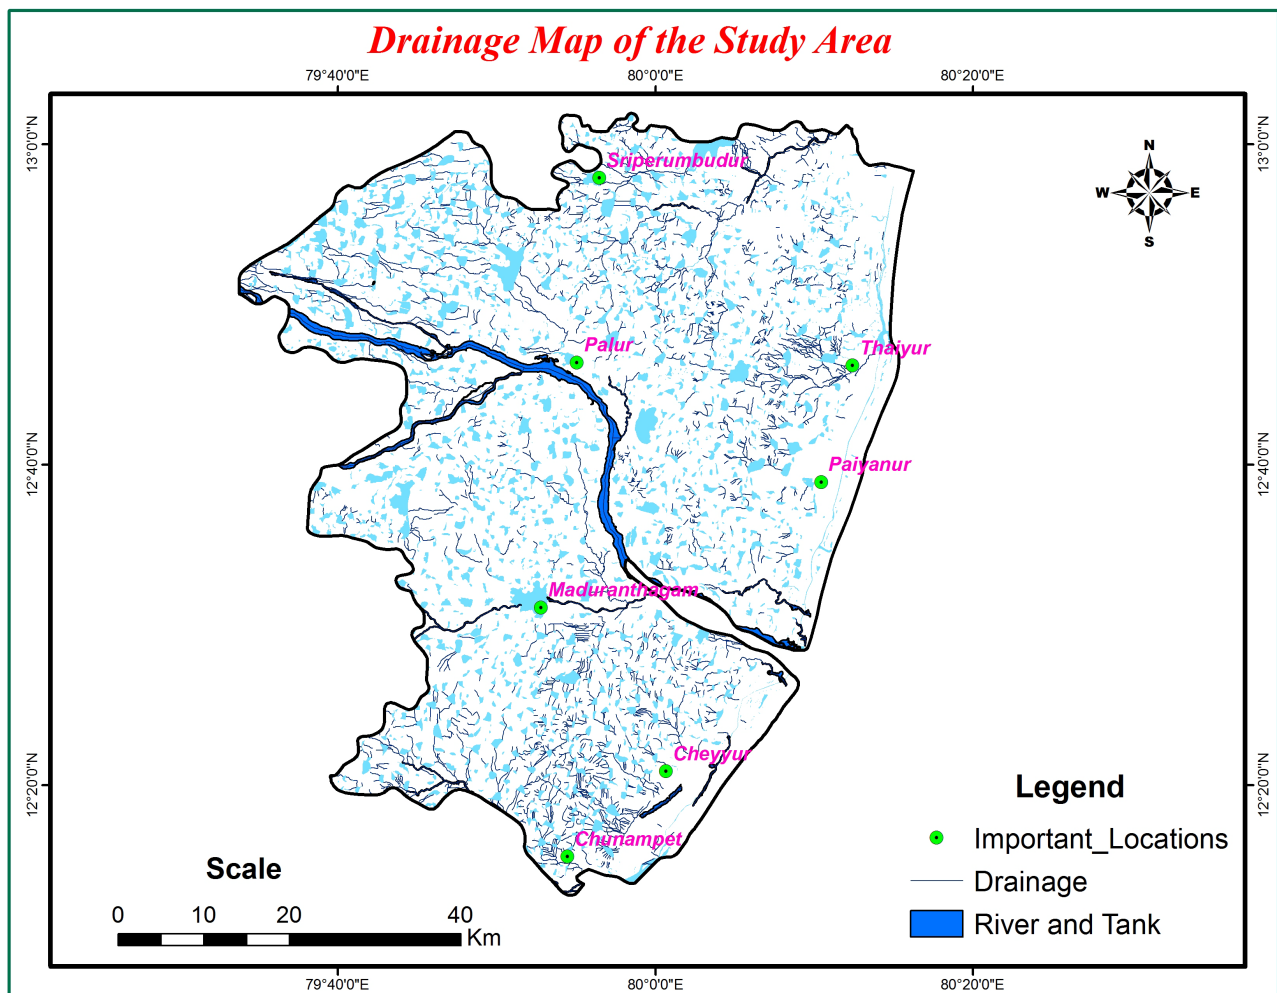 Drainage Map of the Study Area
79°40'0"E 80°0'0"E 80°20'0"E
13°0'0"N 13°0'0"N
N
W E
S
Sriperumbudur
Palur
Thaiyur
12°40'0"N 12°40'0"N
Paiyanur
Maduranthagam
Cheyyur
12°20'0"N 12°20'0"N
Chunampet
Legend
Important_Locations
Drainage
River and Tank
Scale
0 10 20 40
Km
79°40'0"E 80°0'0"E 80°20'0"E